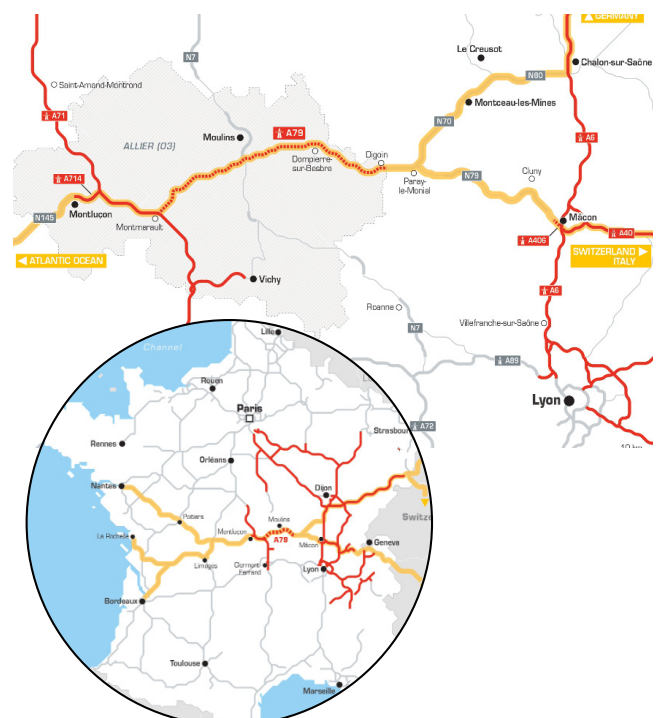 GERMANY
Le Creusot
N7
N80
Chalon-sur-Saône
Saint-Amand-Montrond
Montceau-les-Mines
A71
N70
A6
ALLIER (03)
Moulins
A79
Dompierre-
sur-Besbre
Digoin
Paray-
le-Monial
N79
Cluny
A714
Montluçon
N145
Montmarault
Mâcon
A406
A40
ATLANTIC OCEAN
SWITZERLAND
ITALY
Vichy
A6
Roanne
Villefranche-sur-Saône
N7
A89
Lyon
A72
Channel
Lille
Rouen
Paris
Rennes
Strasbour
Orléans
Nantes
Dijon
Poitiers
Moulins
Montluçon
A79
Mâcon
Switze
Geneva
La Rochelle
Limoges
Clermont-
Ferrand
Lyon
Bordeaux
Toulouse
Marseille